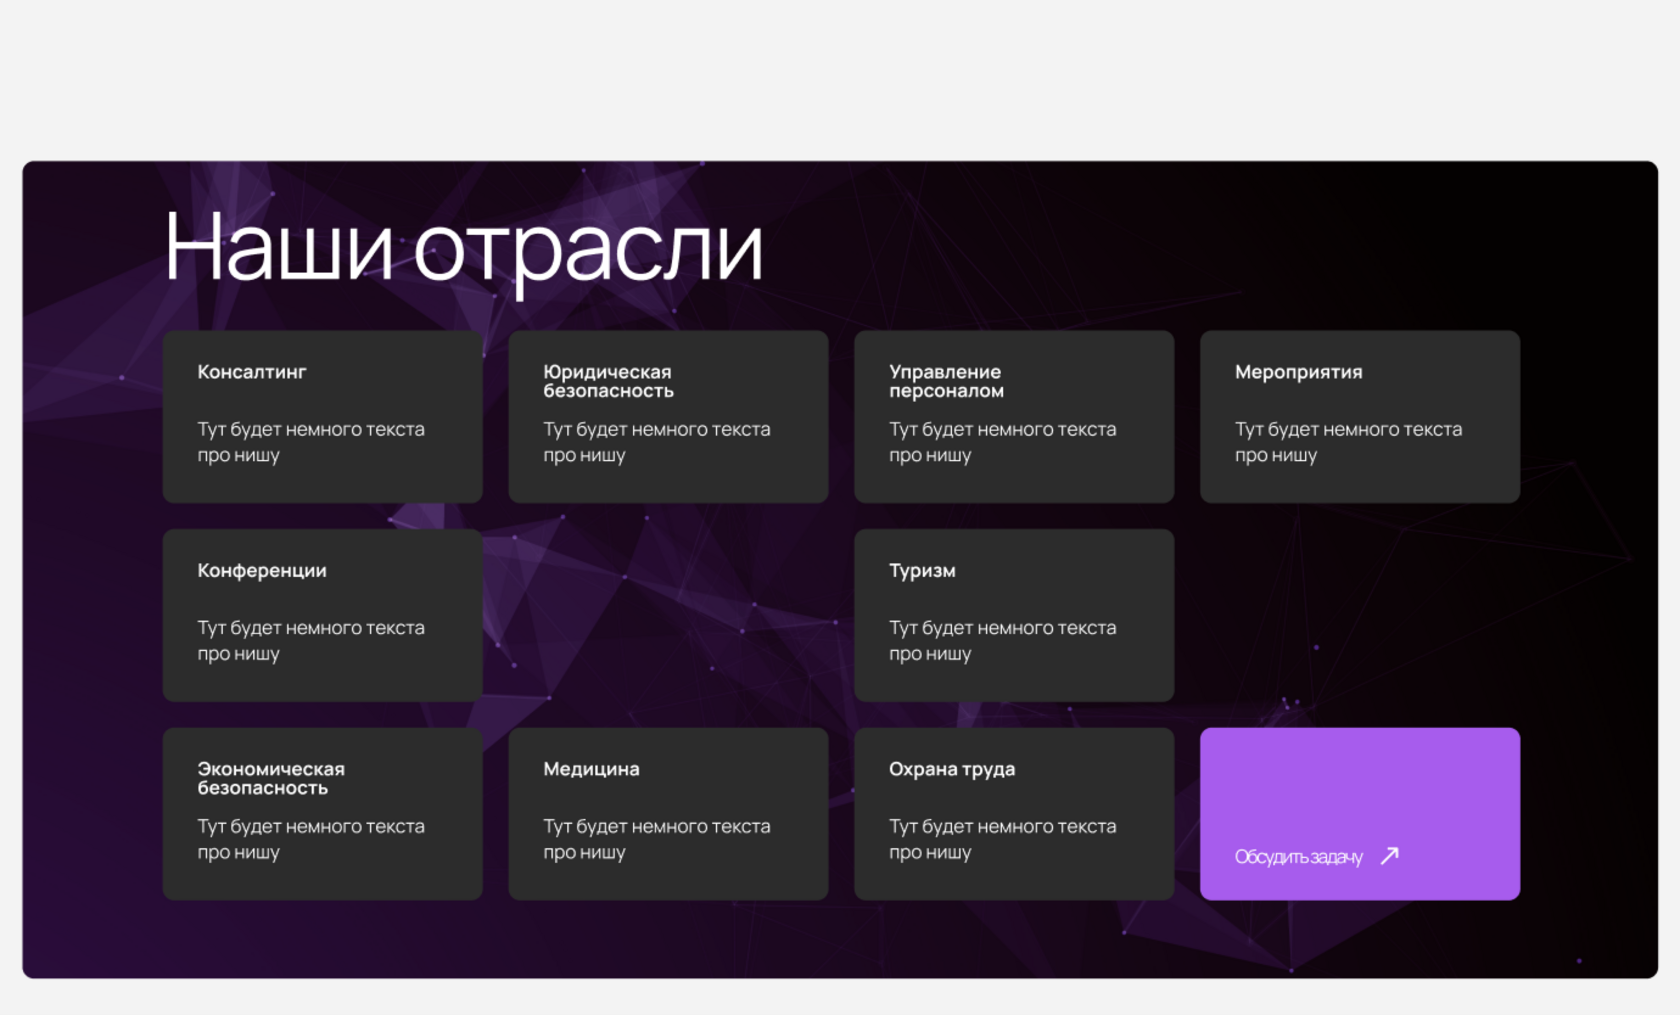 Наши отрасли
Консалтинг
Тут будет немного текста
про нишу
Юридическая
безопасность
Тут будет немного текста
про нишу
Управление
персоналом
Тут будет немного текста
про нишу
Мероприятия
Тут будет немного текста
про нишу
Конференции
Тут будет немного текста
про нишу
Туризм
Тут будет немного текста
про нишу
Экономическая
безопасность
Тут будет немного текста
про нишу
Медицина
Тут будет немного текста
про нишу
Охрана труда
Тут будет немного текста
про нишу
Обсудить задачу